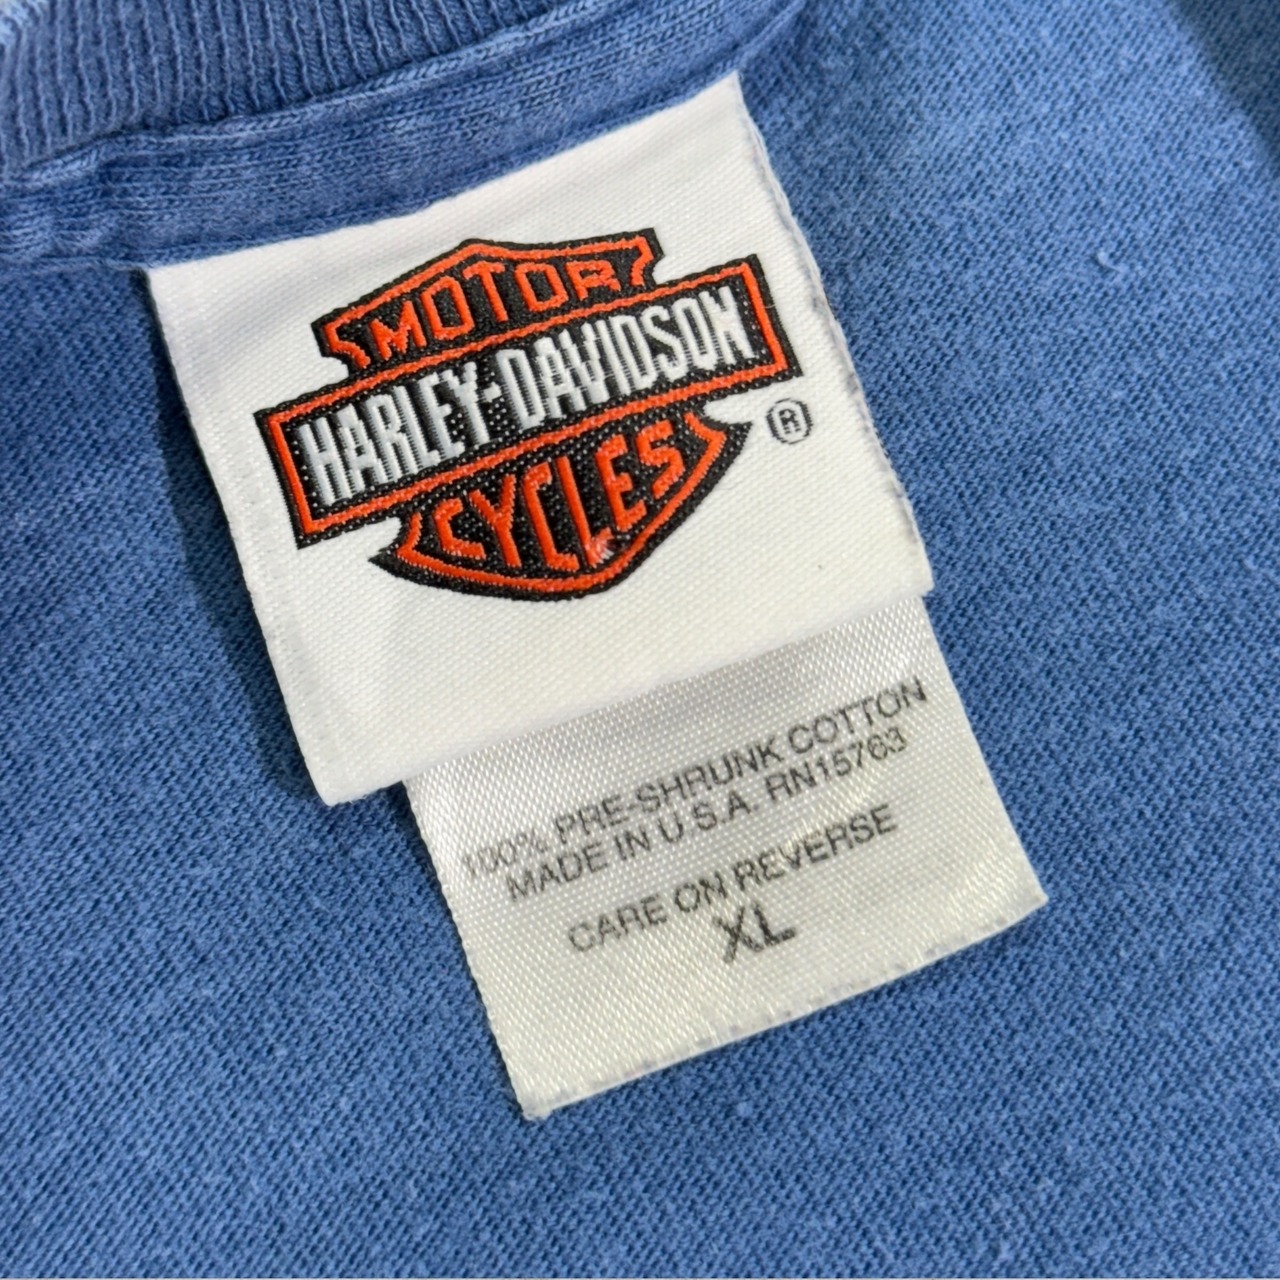 MOTOR
HARLEY-DAVIDSON
CYCLES
®
100% PRE-SHRUNK COTTON
MADE IN U.S.A. RN15763
CARE ON REVERSE
XL